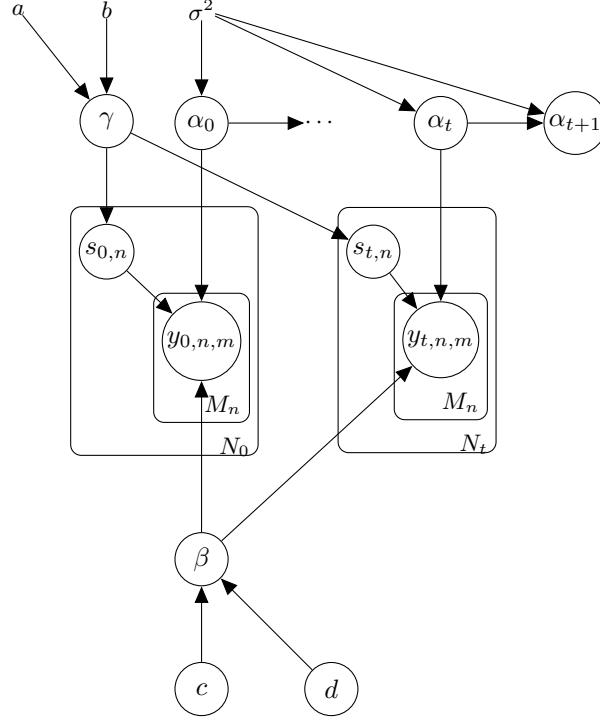 a b σ²
γ α₀ ⋯ αₜ αₜ₊₁
s₀,ₙ sₜ,ₙ
y₀,ₙ,ₘ yₜ,ₙ,ₘ
Mₙ Mₙ
N₀ Nₜ
β
c d